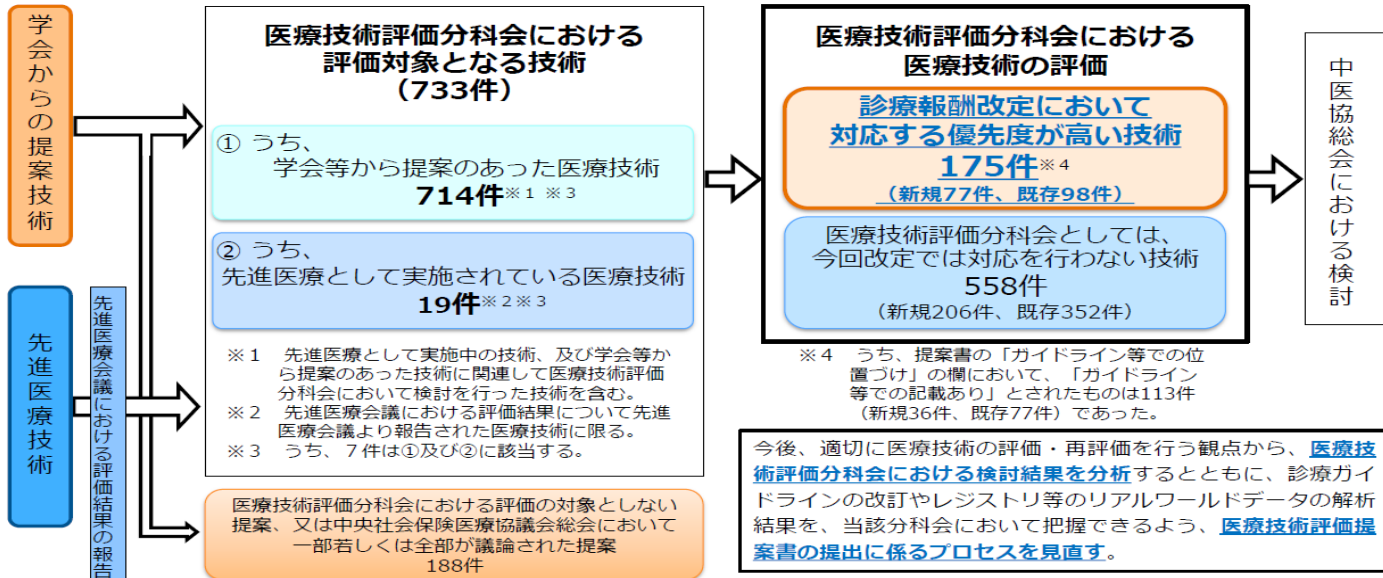 学会からの提案技術
先進医療技術
先進医療会議における評価結果の報告
医療技術評価分科会における
評価対象となる技術
（733件）
① うち、
学会等から提案のあった医療技術
714件※１ ※３
② うち、
先進医療として実施されている医療技術
19件※２※３
※１　先進医療として実施中の技術、及び学会等か
ら提案のあった技術に関連して医療技術評価
分科会において検討を行った技術を含む。
※２　先進医療会議における評価結果について先進
医療会議より報告された医療技術に限る。
※３　うち、７件は①及び②に該当する。
医療技術評価分科会における評価の対象としない
提案、又は中央社会保険医療協議会総会において
一部若しくは全部が議論された提案
188件
医療技術評価分科会における
医療技術の評価
診療報酬改定において
対応する優先度が高い技術
175件※４
（新規77件、既存98件）
医療技術評価分科会としては、
今回改定では対応を行わない技術
558件
（新規206件、既存352件）
※４　うち、提案書の「ガイドライン等での位
置づけ」の欄において、「ガイドライン
等での記載あり」とされたものは113件
（新規36件、既存77件）であった。
中医協総会における検討
今後、適切に医療技術の評価・再評価を行う観点から、医療技
術評価分科会における検討結果を分析するとともに、診療ガイ
ドラインの改訂やレジストリ等のリアルワールドデータの解析
結果を、当該分科会において把握できるよう、医療技術評価提
案書の提出に係るプロセスを見直す。